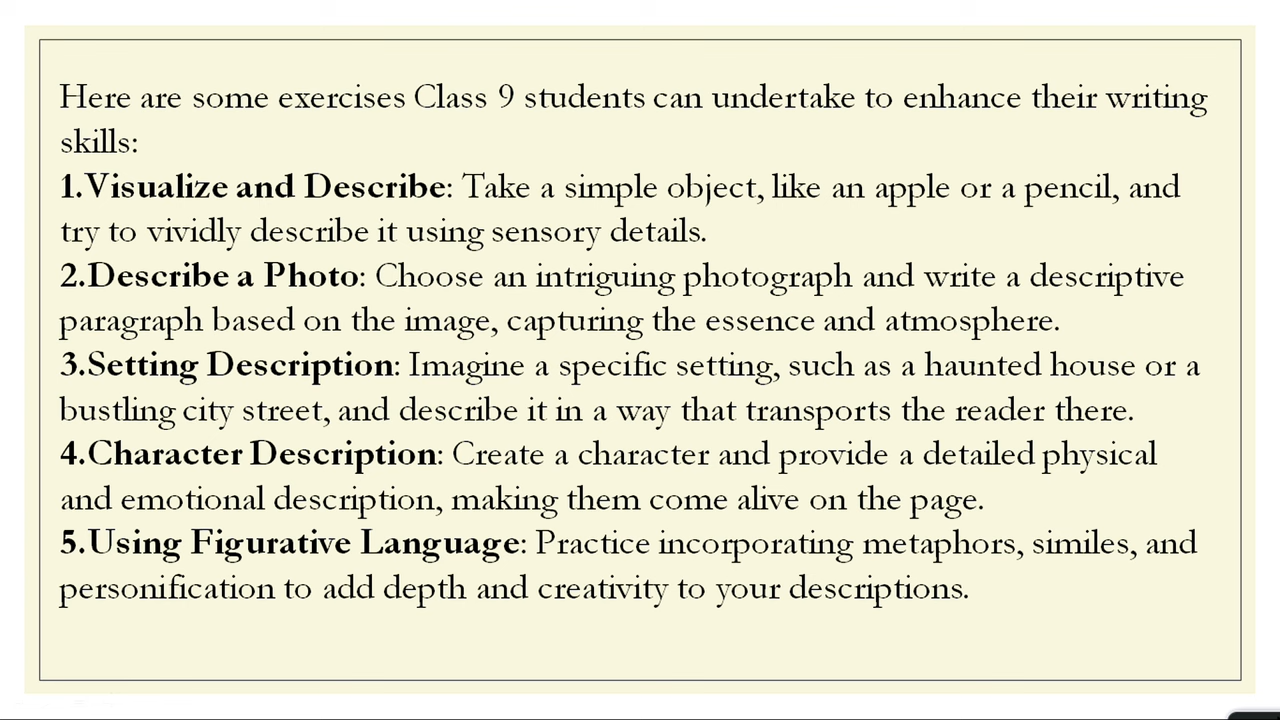 Here are some exercises Class 9 students can undertake to enhance their writing
skills:
1.Visualize and Describe: Take a simple object, like an apple or a pencil, and
try to vividly describe it using sensory details.
2.Describe a Photo: Choose an intriguing photograph and write a descriptive
paragraph based on the image, capturing the essence and atmosphere.
3.Setting Description: Imagine a specific setting, such as a haunted house or a
bustling city street, and describe it in a way that transports the reader there.
4.Character Description: Create a character and provide a detailed physical
and emotional description, making them come alive on the page.
5.Using Figurative Language: Practice incorporating metaphors, similes, and
personification to add depth and creativity to your descriptions.